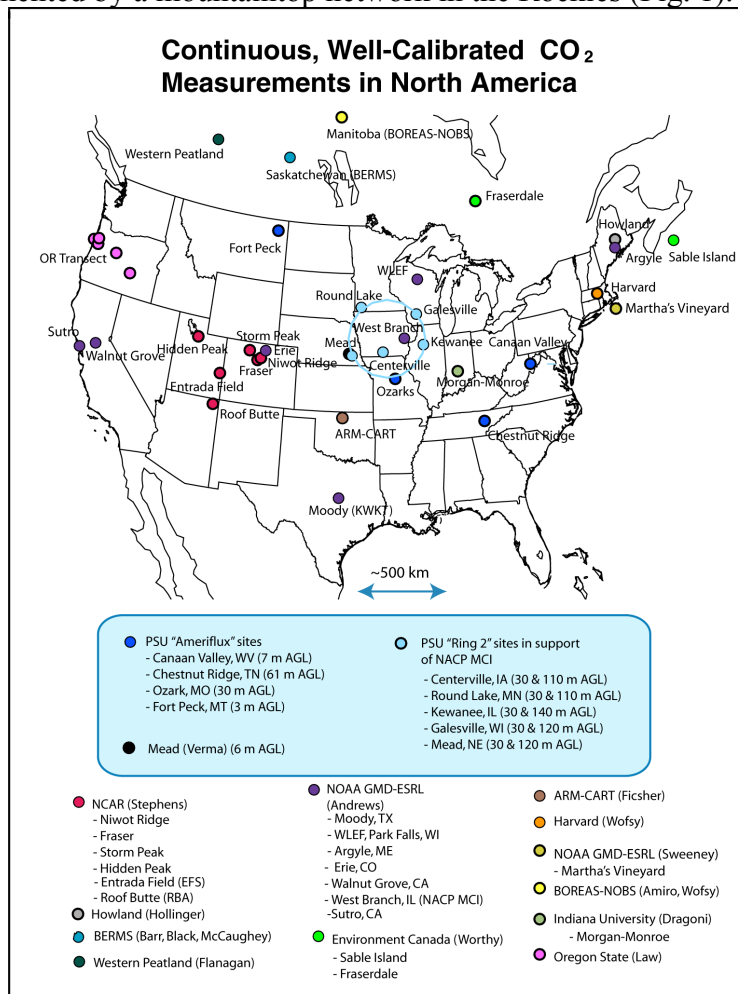 Continuous, Well-Calibrated CO2
Measurements in North America
Manitoba (BOREAS-NOBS)
Western Peatland
Saskatchewan (BERMS)
Fraserdale
Howland
Fort Peck
OR Transect
Argyle
Sable Island
WLEF
Harvard
Round Lake
Galesville
Martha's Vineyard
Sutro
Storm Peak
West Branch
Hidden Peak
Erie
Mead
Kewanee
Canaan Valley
Walnut Grove
Niwot Ridge
Fraser
Centerville
Entrada Field
Morgan-Monroe
Ozarks
Roof Butte
ARM-CART
Chestnut Ridge
Moody (KWKT)
~500 km
PSU “Ameriflux” sites
- Canaan Valley, WV (7 m AGL)
- Chestnut Ridge, TN (61 m AGL)
- Ozark, MO (30 m AGL)
- Fort Peck, MT (3 m AGL)
Mead (Verma) (6 m AGL)
PSU “Ring 2” sites in support
of NACP MCI
- Centerville, IA (30 & 110 m AGL)
- Round Lake, MN (30 & 110 m AGL)
- Kewanee, IL (30 & 140 m AGL)
- Galesville, WI (30 & 120 m AGL)
- Mead, NE (30 & 120 m AGL)
NCAR (Stephens)
- Niwot Ridge
- Fraser
- Storm Peak
- Hidden Peak
- Entrada Field (EFS)
- Roof Butte (RBA)
Howland (Hollinger)
BERMS (Barr, Black, McCaughey)
Western Peatland (Flanagan)
NOAA GMD-ESRL
(Andrews)
- Moody, TX
- WLEF, Park Falls, WI
- Argyle, ME
- Erie, CO
- Walnut Grove, CA
- West Branch, IL (NACP MCI)
-Sutro, CA
Environment Canada (Worthy)
- Sable Island
- Fraserdale
ARM-CART (Ficsher)
Harvard (Wofsy)
NOAA GMD-ESRL (Sweeney)
- Martha's Vineyard
BOREAS-NOBS (Amiro, Wofsy)
Indiana University (Dragoni)
- Morgan-Monroe
Oregon State (Law)